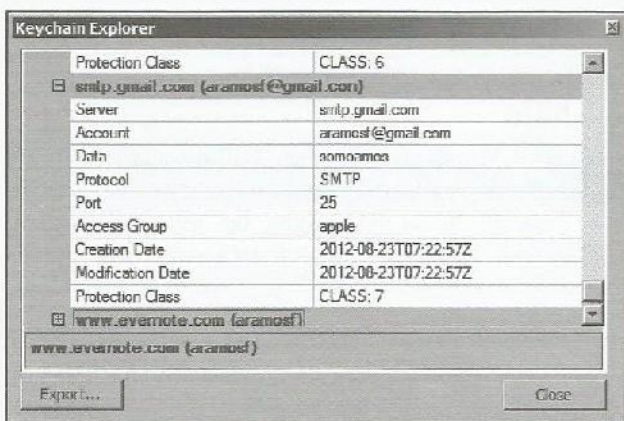 Keychain Explorer
Protection Class CLASS: 6
smtp.gmail.com (aramosf@gmail.com)
Server smtp.gmail.com
Account aramosf@gmail.com
Data
Protocol SMTP
Port 25
Access Group apple
Creation Date 2012-08-23T07:22:57Z
Modification Date 2012-08-23T07:22:57Z
Protection Class CLASS: 7
www.evernote.com (aramosf)
www.evernote.com (aramosf)
Export... Close